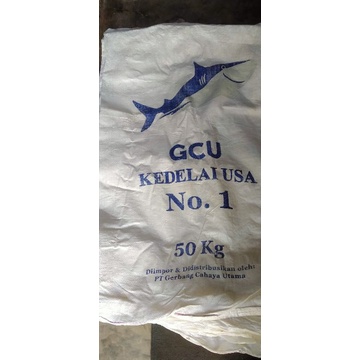 GCU
KEDELAI USA
No. 1
50 Kg
Diimpor & Didistribusikan oleh:
PT Gerbang Cahaya Utama